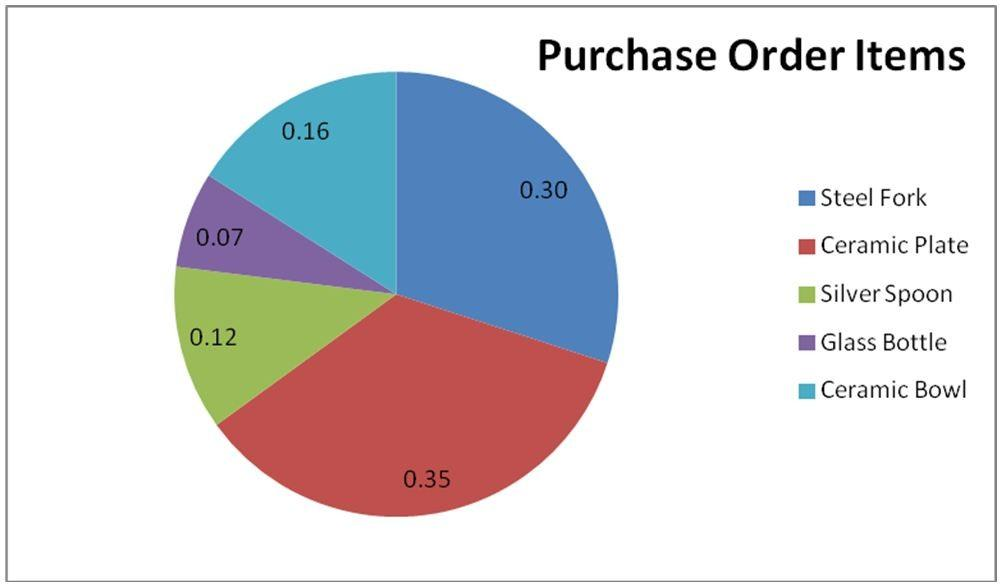 Purchase Order Items
0.16
0.30
0.07
0.12
0.35
Steel Fork
Ceramic Plate
Silver Spoon
Glass Bottle
Ceramic Bowl